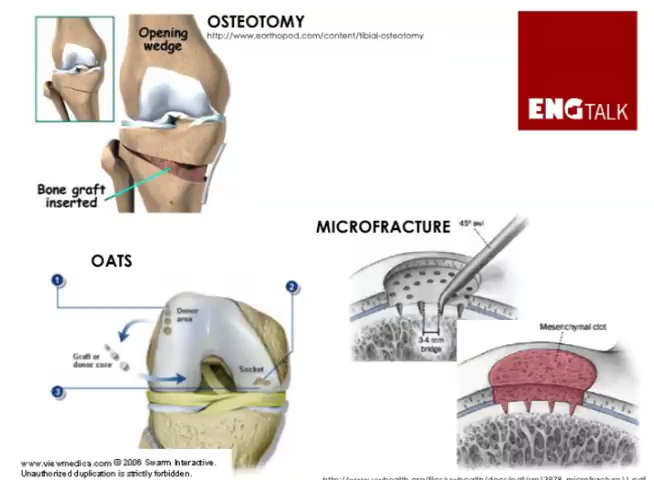 OSTEOTOMY
http://www.eorthopod.com/content/tibial-osteotomy
Opening
wedge
ENGTALK
Bone graft
inserted
MICROFRACTURE
45° awl
OATS
1
2
Donor
area
Graft or
donor core
Socket
3
3-4 mm
bridge
Mesenchymal clot
www.viewmedica.com © 2006 Swarm Interactive.
Unauthorized duplication is strictly forbidden.